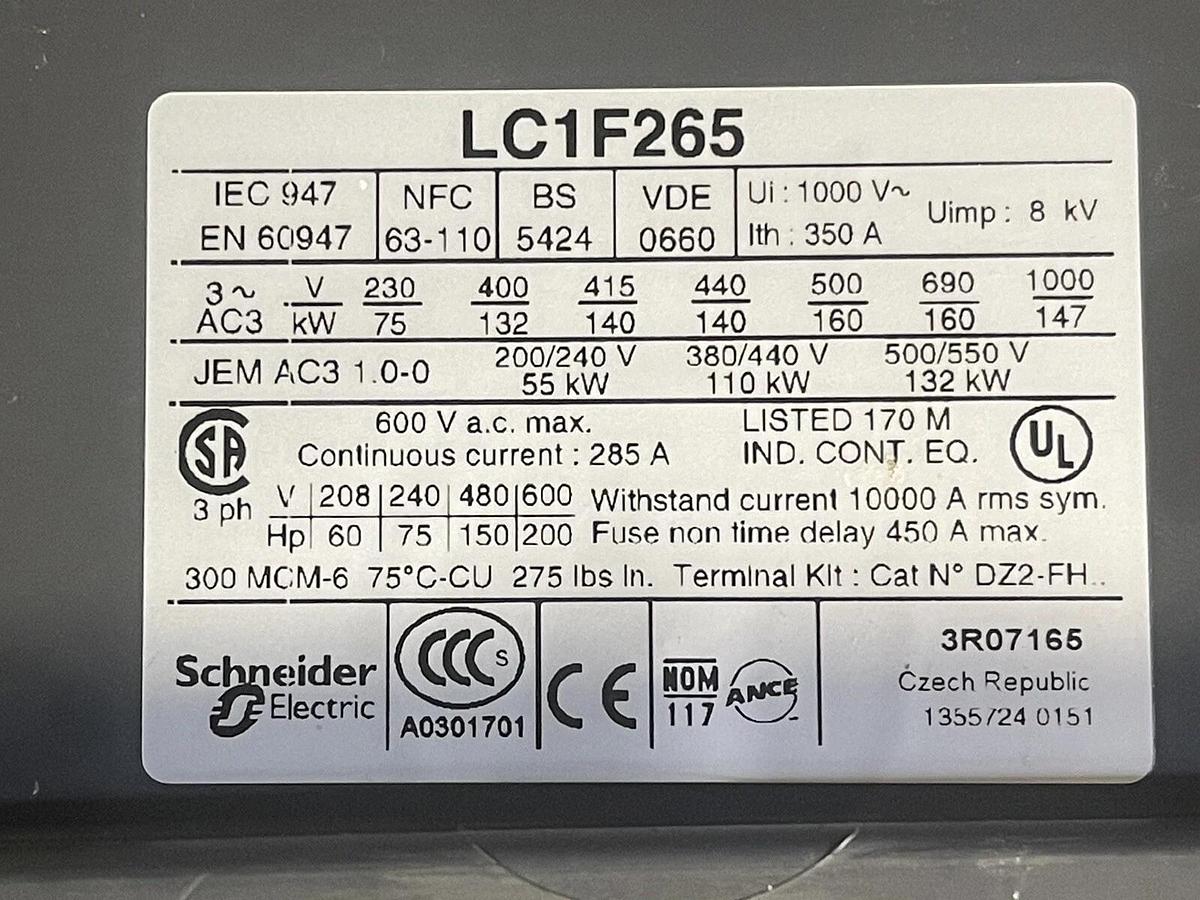 LC1F265
IEC 947 NFC BS VDE Ui : 1000 V~ Uimp : 8 kV
EN 60947 63-110 5424 0660 Ith : 350 A
3~ V 230 400 415 440 500 690 1000
AC3 kW 75 132 140 140 160 160 147
JEM AC3 1.0-0 200/240 V 380/440 V 500/550 V
55 kW 110 kW 132 kW
SA 600 V a.c. max. LISTED 170 M UL
Continuous current : 285 A IND. CONT. EQ.
3 ph V 208 240 480 600 Withstand current 10000 A rms sym.
Hp 60 75 150 200 Fuse non time delay 450 A max.
300 MCM-6 75°C-CU 275 lbs In. Terminal Kit : Cat N° DZ2-FH..
Schneider Electric
CCC S
A0301701
CE
NOM
117
ANCE
3R07165
Czech Republic
1355724 0151